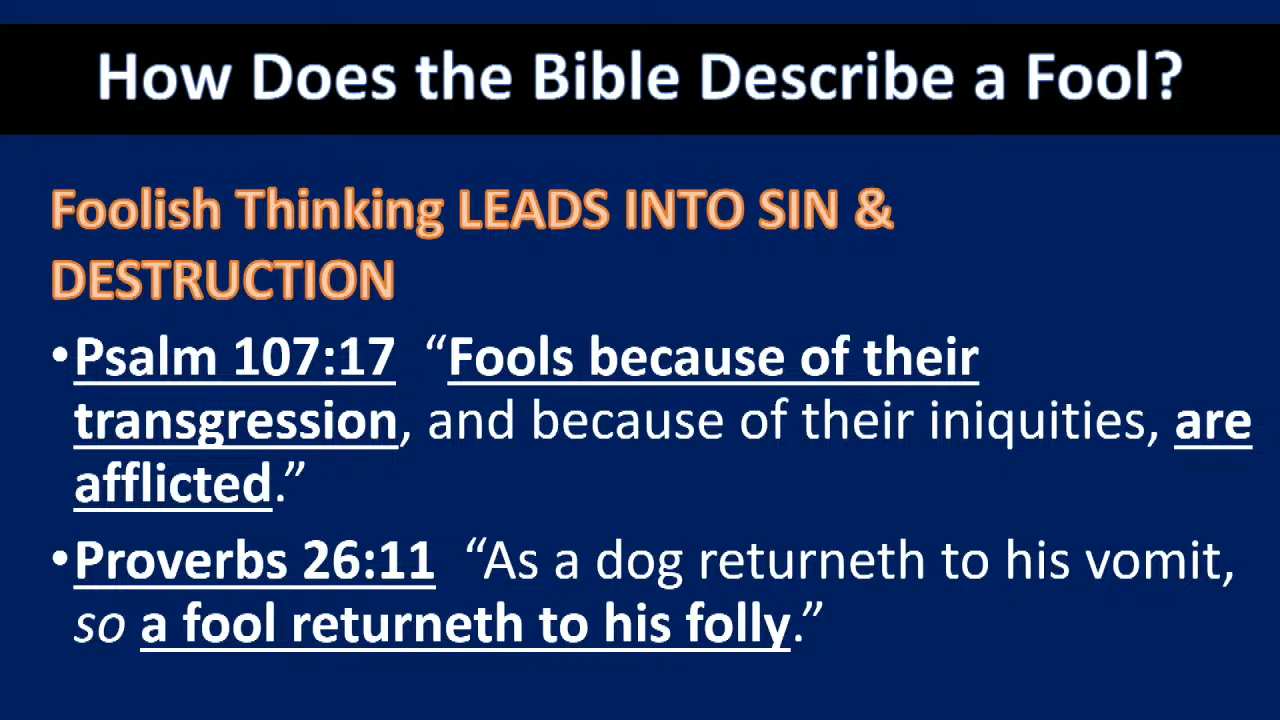 How Does the Bible Describe a Fool?
Foolish Thinking LEADS INTO SIN &
DESTRUCTION
•Psalm 107:17 “Fools because of their
transgression, and because of their iniquities, are
afflicted.”
•Proverbs 26:11 “As a dog returneth to his vomit,
so a fool returneth to his folly.”